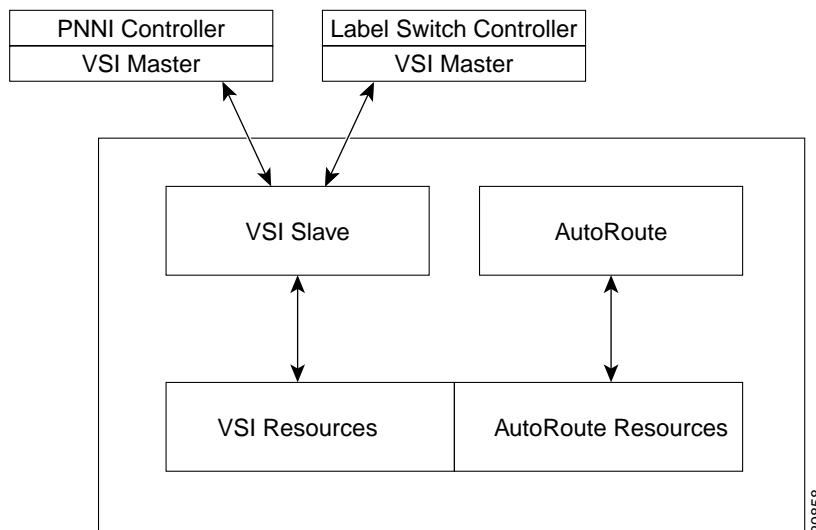 PNNI Controller
VSI Master
Label Switch Controller
VSI Master
VSI Slave
AutoRoute
VSI Resources
AutoRoute Resources